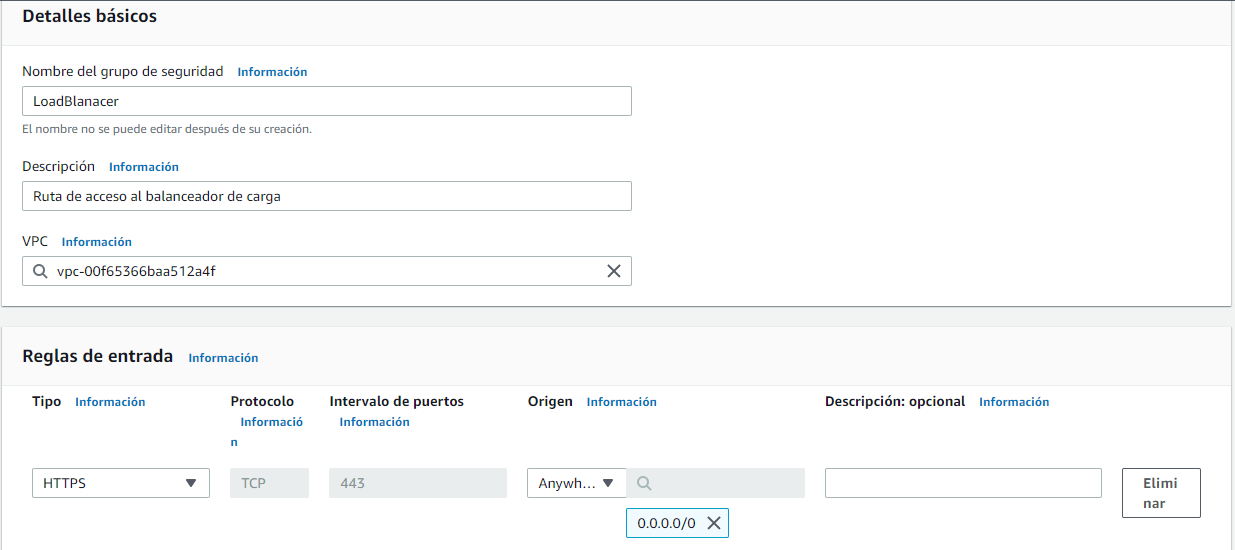 Detalles básicos
Nombre del grupo de seguridad Información
LoadBlanacer
El nombre no se puede editar después de su creación.
Descripción Información
Ruta de acceso al balanceador de carga
VPC Información
vpc-00f65366baa512a4f
Reglas de entrada Información
Tipo Información Protocolo Intervalo de puertos Origen Información Descripción: opcional Información
Informació Información
n
HTTPS TCP 443 Anywh...
Elimi
nar
0.0.0.0/0